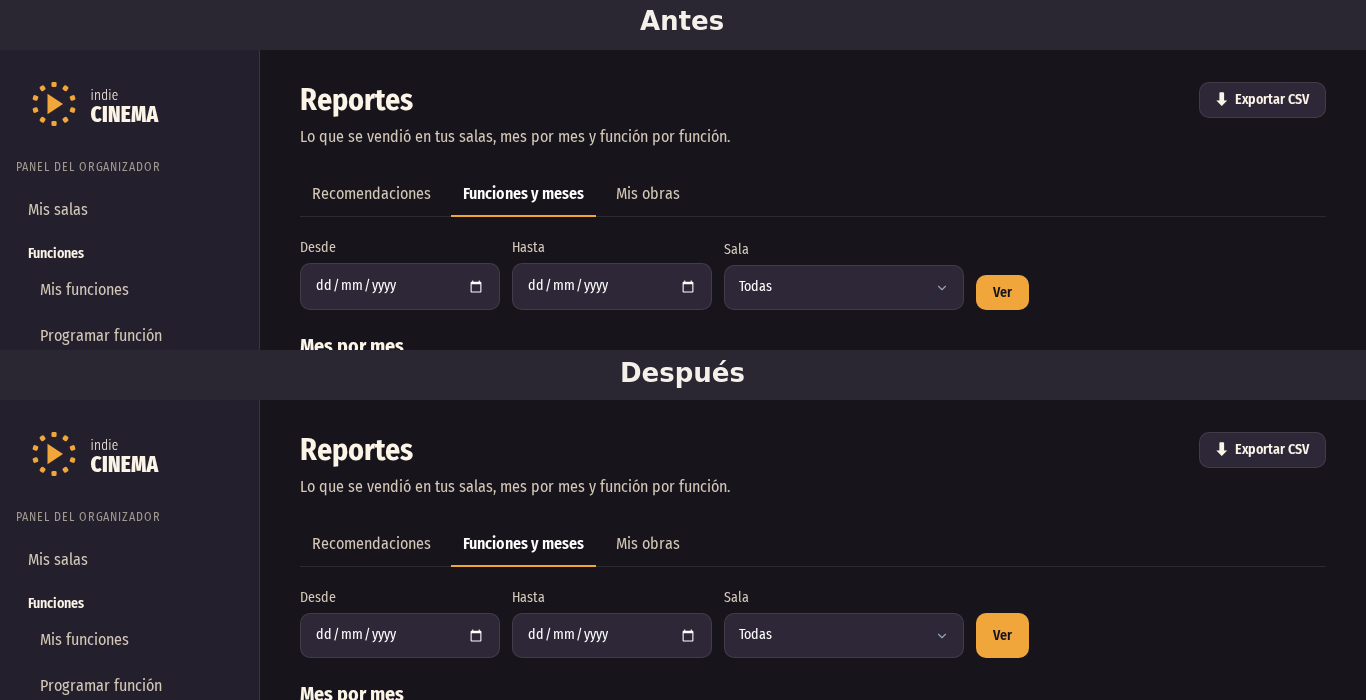 Antes
indie
CINEMA
PANEL DEL ORGANIZADOR
Mis salas
Funciones
Mis funciones
Programar función
Reportes
Exportar CSV
Lo que se vendió en tus salas, mes por mes y función por función.
Recomendaciones Funciones y meses Mis obras
Desde Hasta Sala
dd/mm/yyyy dd/mm/yyyy Todas Ver
Mes por mes
Después
indie
CINEMA
PANEL DEL ORGANIZADOR
Mis salas
Funciones
Mis funciones
Programar función
Reportes
Exportar CSV
Lo que se vendió en tus salas, mes por mes y función por función.
Recomendaciones Funciones y meses Mis obras
Desde Hasta Sala
dd/mm/yyyy dd/mm/yyyy Todas Ver
Mes por mes